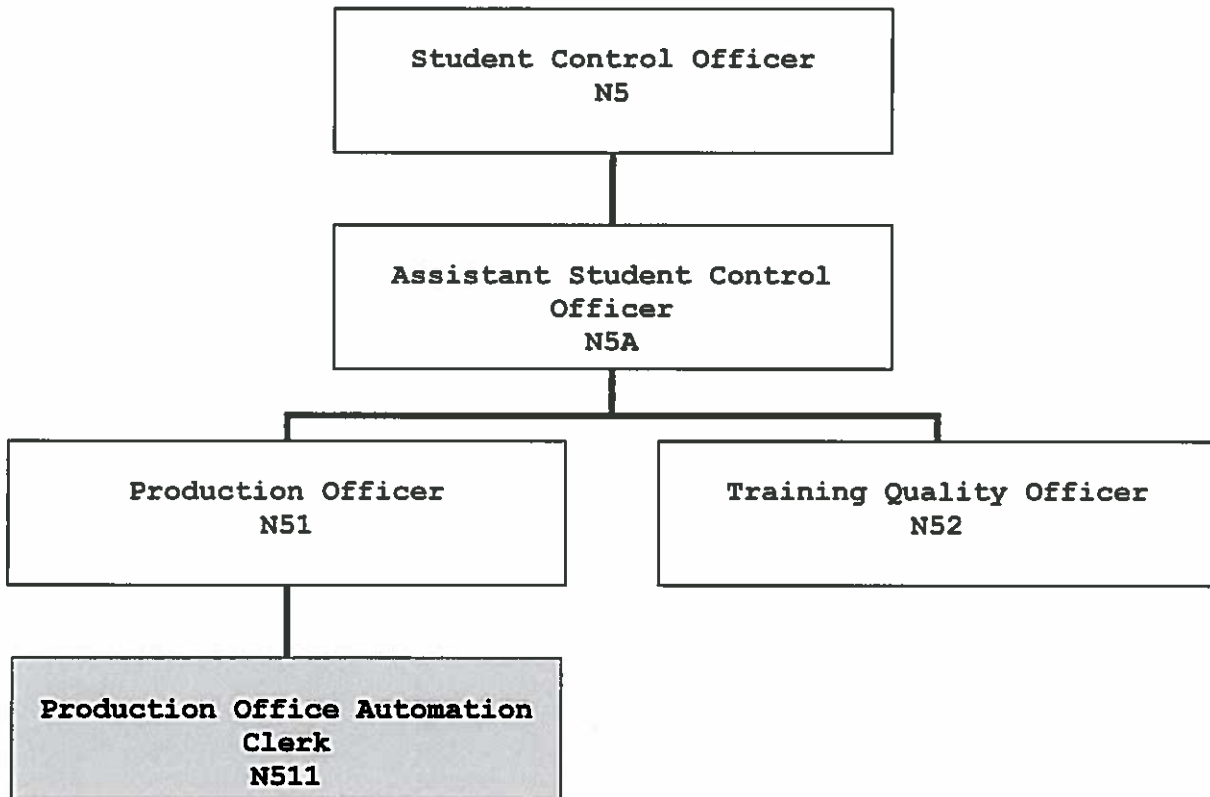 Student Control Officer
N5
Assistant Student Control
Officer
N5A
Production Officer
N51
Training Quality Officer
N52
Production Office Automation
Clerk
N511